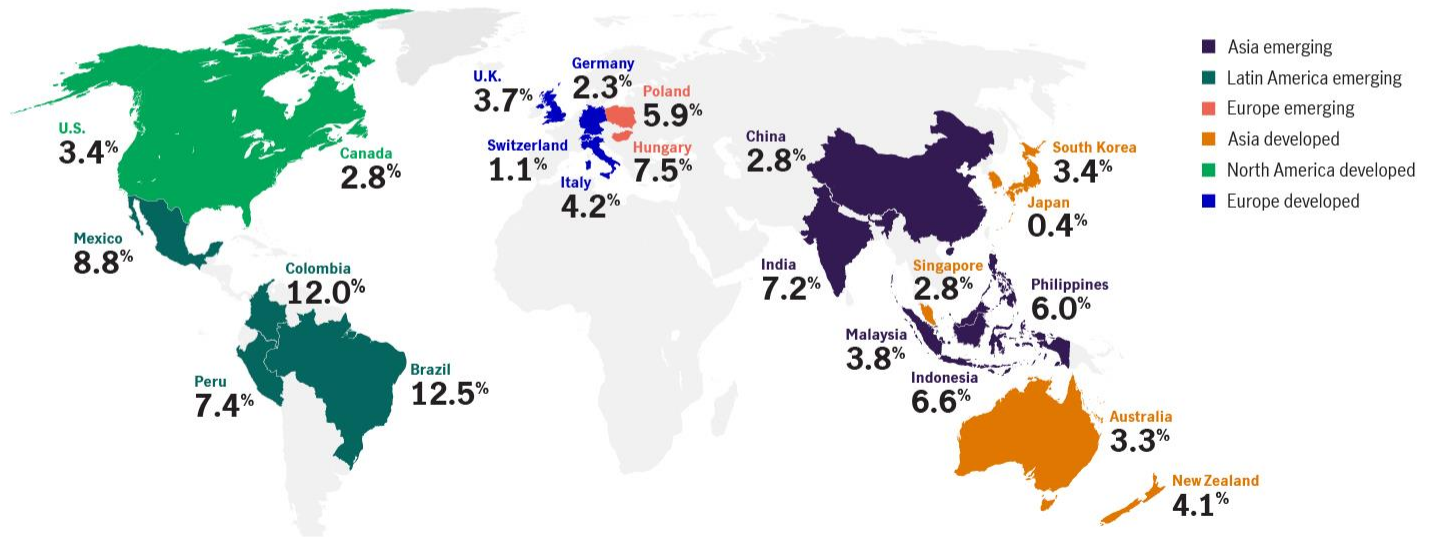 U.S.
3.4%
Canada
2.8%
Mexico
8.8%
Colombia
12.0%
Peru
7.4%
Brazil
12.5%
U.K.
3.7%
Germany
2.3%
Poland
5.9%
Switzerland
1.1%
Hungary
7.5%
Italy
4.2%
China
2.8%
South Korea
3.4%
Japan
0.4%
India
7.2%
Singapore
2.8%
Philippines
6.0%
Malaysia
3.8%
Indonesia
6.6%
Australia
3.3%
New Zealand
4.1%
Asia emerging
Latin America emerging
Europe emerging
Asia developed
North America developed
Europe developed